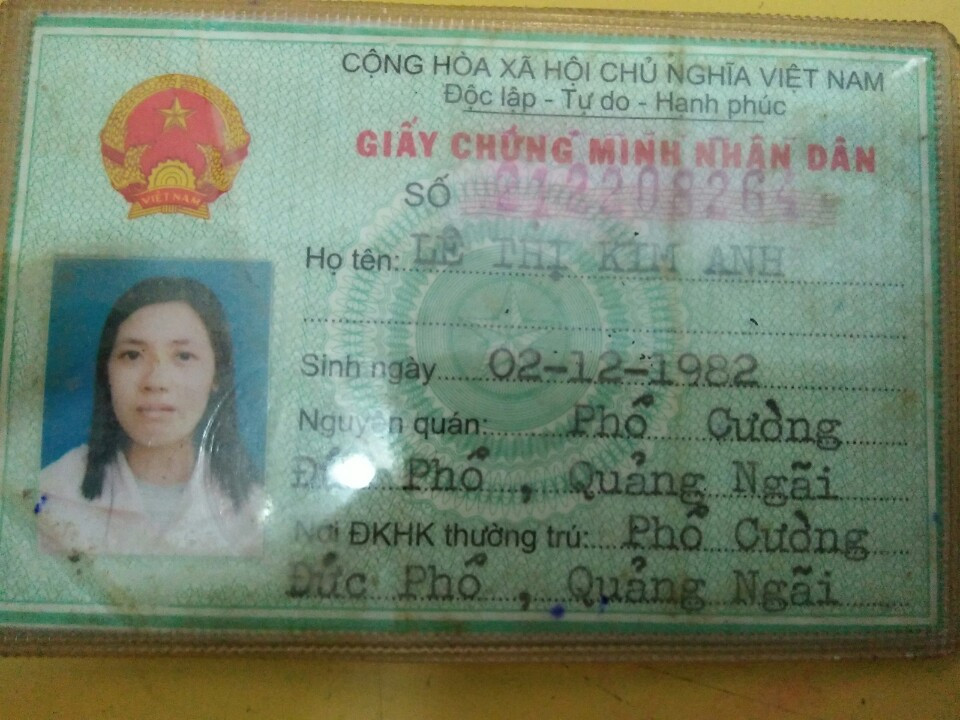 CỘNG HÒA XÃ HỘI CHỦ NGHĨA VIỆT NAM
Độc lập - Tự do - Hạnh phúc
GIẤY CHỨNG MINH NHÂN DÂN
SỐ 212208264
VIỆT NAM
Họ tên: LÊ THỊ KIM ANH
Sinh ngày 02-12-1982
Nguyên quán: Phổ Cường
Đức Phổ , Quảng Ngãi
Nơi ĐKHK thường trú: Phổ Cường
Đức Phổ , Quảng Ngãi